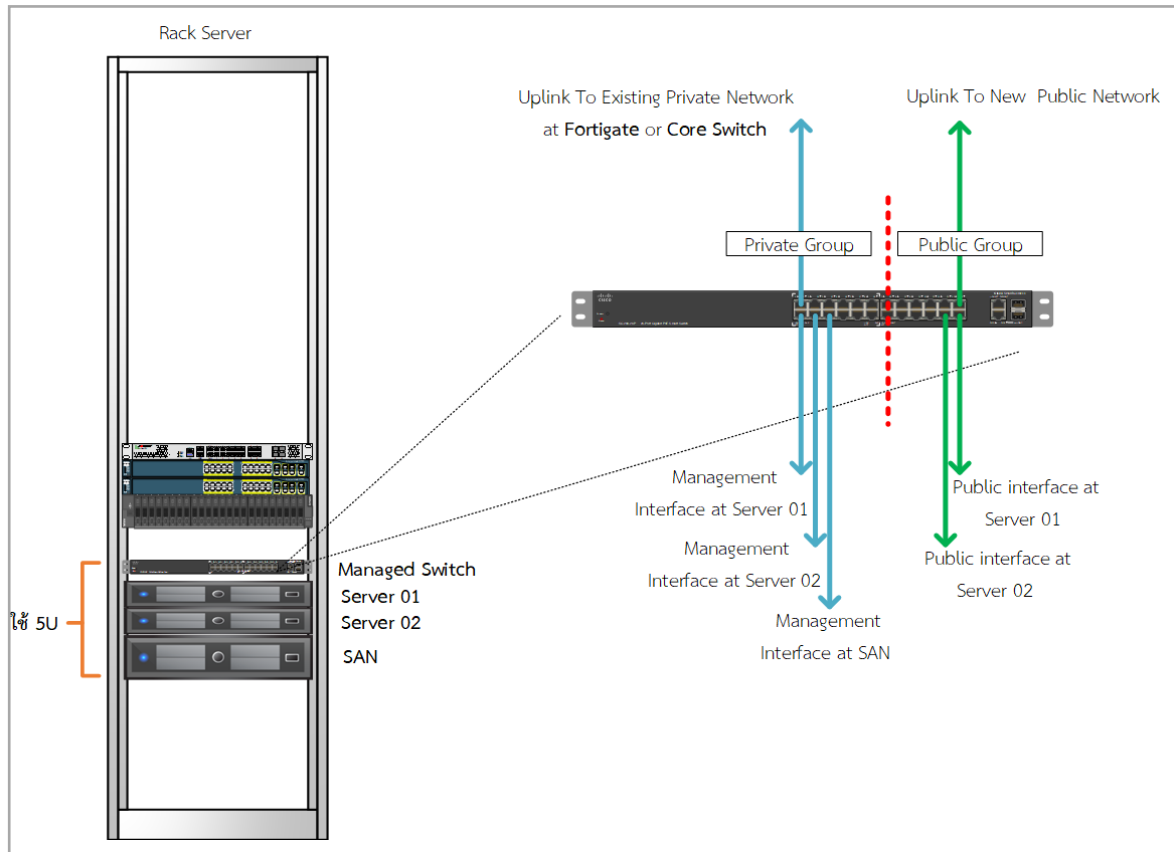 Rack Server
Uplink To Existing Private Network
at Fortigate or Core Switch
Uplink To New Public Network
Private Group
Public Group
Management
Interface at Server 01
Management
Interface at Server 02
Management
Interface at SAN
Public interface at
Server 01
Public interface at
Server 02
Managed Switch
Server 01
Server 02
SAN
ใช้ 5U